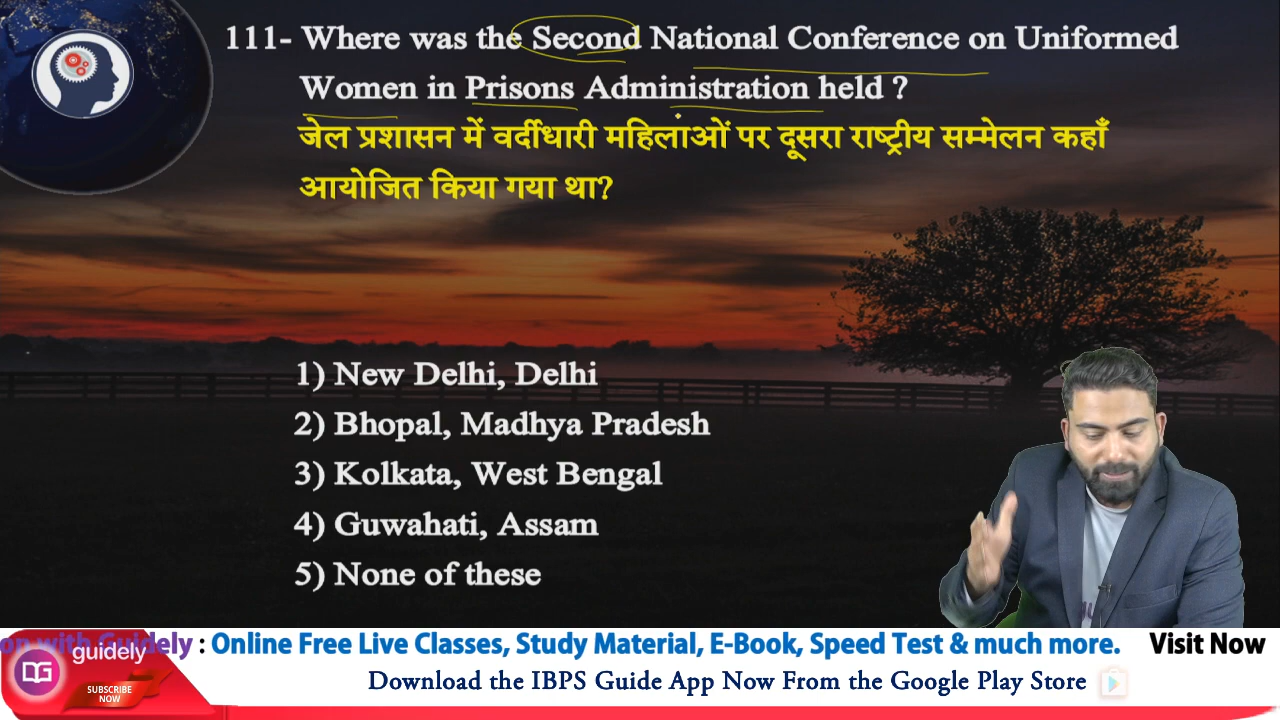 111- Where was the Second National Conference on Uniformed
Women in Prisons Administration held ?
जेल प्रशासन में वर्दीधारी महिलाओं पर दूसरा राष्ट्रीय सम्मेलन कहाँ
आयोजित किया गया था?
1) New Delhi, Delhi
2) Bhopal, Madhya Pradesh
3) Kolkata, West Bengal
4) Guwahati, Assam
5) None of these
on with Guidely : Online Free Live Classes, Study Material, E-Book, Speed Test & much more. Visit Now
guidely
SUBSCRIBE
NOW
Download the IBPS Guide App Now From the Google Play Store